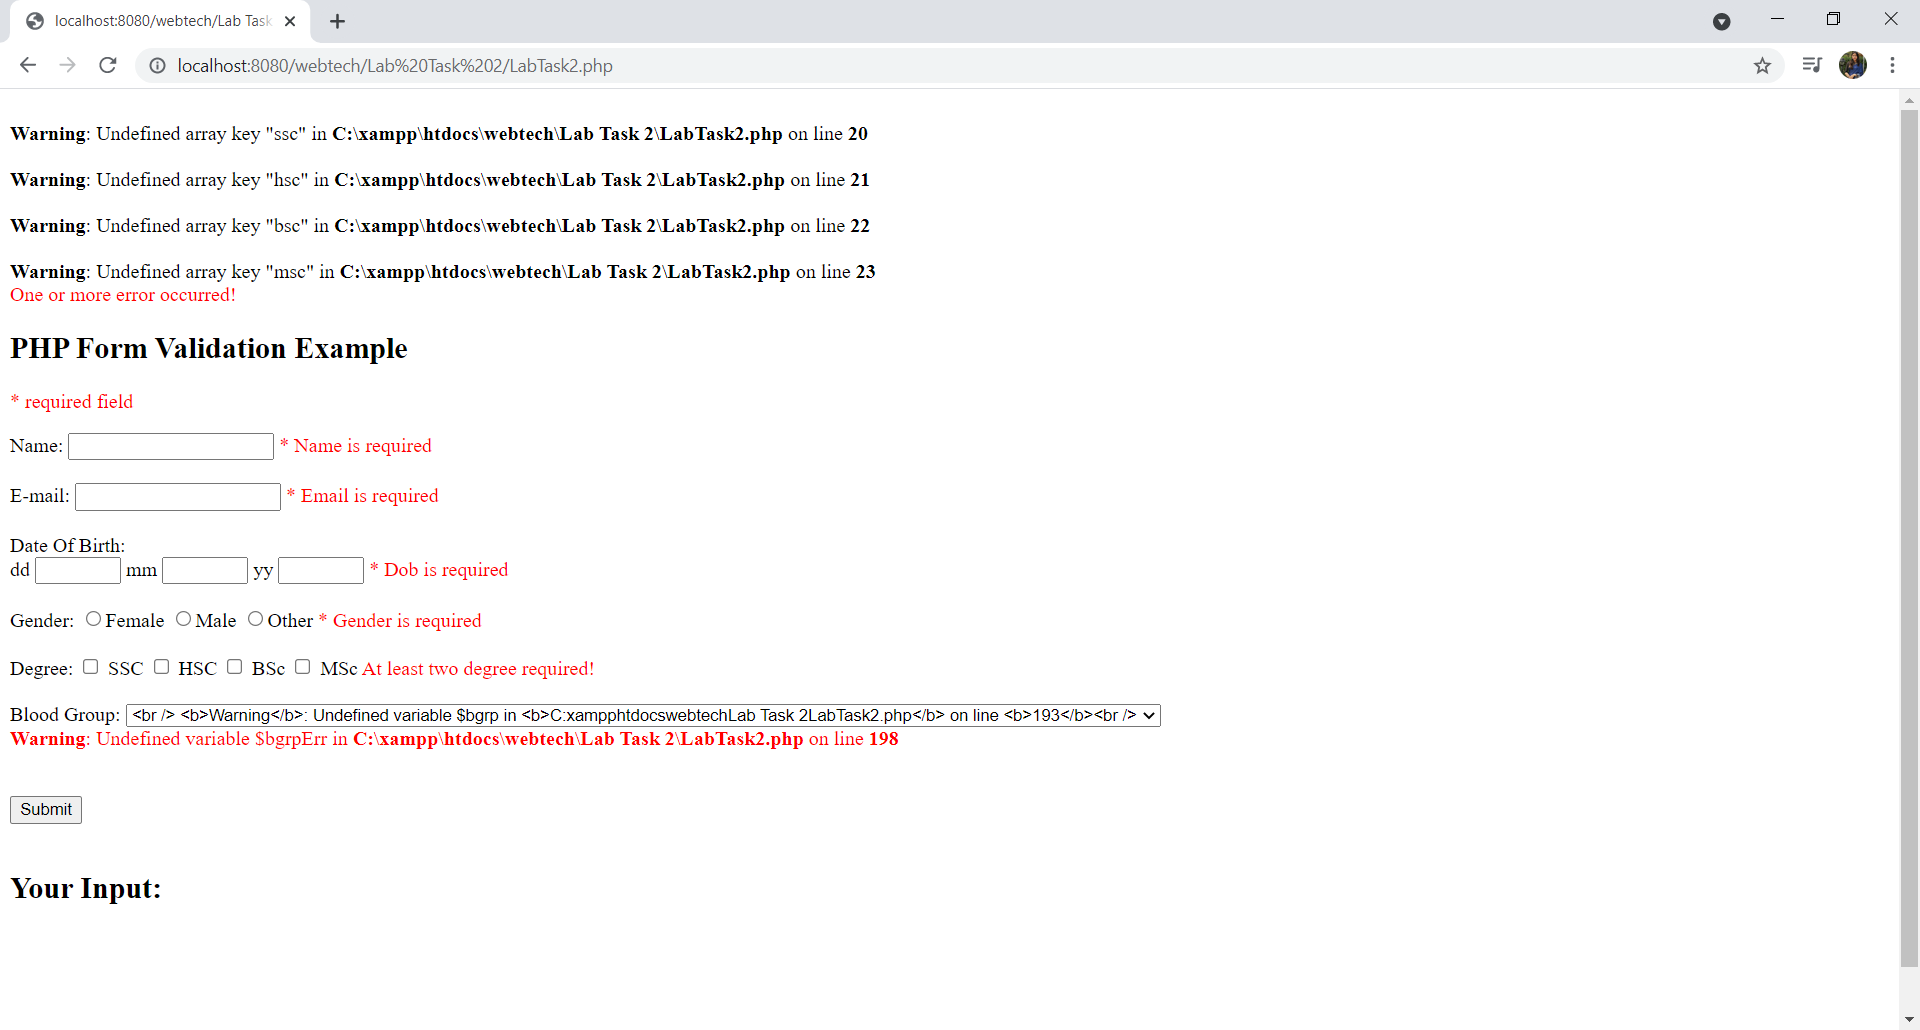 localhost:8080/webtech/Lab Task
localhost:8080/webtech/Lab%20Task%202/LabTask2.php
Warning: Undefined array key "ssc" in C:\xampp\htdocs\webtech\Lab Task 2\LabTask2.php on line 20
Warning: Undefined array key "hsc" in C:\xampp\htdocs\webtech\Lab Task 2\LabTask2.php on line 21
Warning: Undefined array key "bsc" in C:\xampp\htdocs\webtech\Lab Task 2\LabTask2.php on line 22
Warning: Undefined array key "msc" in C:\xampp\htdocs\webtech\Lab Task 2\LabTask2.php on line 23
One or more error occurred!
PHP Form Validation Example
* required field
Name: * Name is required
E-mail: * Email is required
Date Of Birth:
dd mm yy * Dob is required
Gender: Female Male Other * Gender is required
Degree: SSC HSC BSc MSc At least two degree required!
Blood Group: <br /> <b>Warning</b>: Undefined variable $bgrp in <b>C:xampphtdocswebtechLab Task 2LabTask2.php</b> on line <b>193</b><br />
Warning: Undefined variable $bgrpErr in C:\xampp\htdocs\webtech\Lab Task 2\LabTask2.php on line 198
Submit
Your Input: